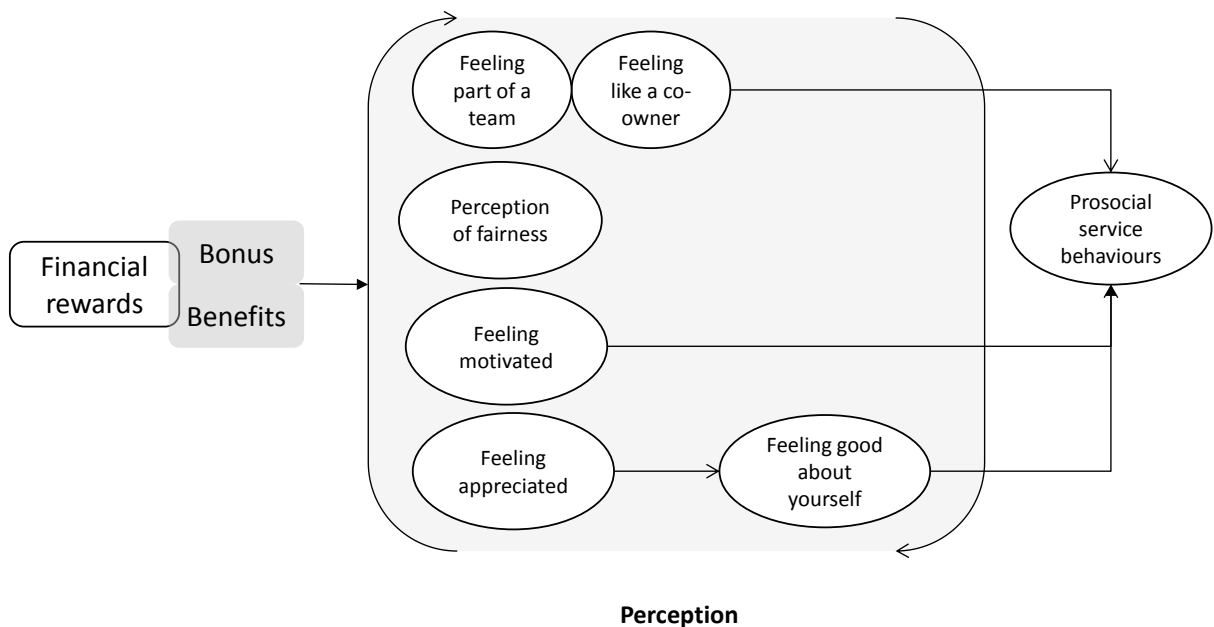 Feeling
part of a
team
Feeling
like a co-
owner
Perception
of fairness
Prosocial
service
behaviours
Financial
rewards
Bonus
Benefits
Feeling
motivated
Feeling
appreciated
Feeling good
about
yourself
Perception